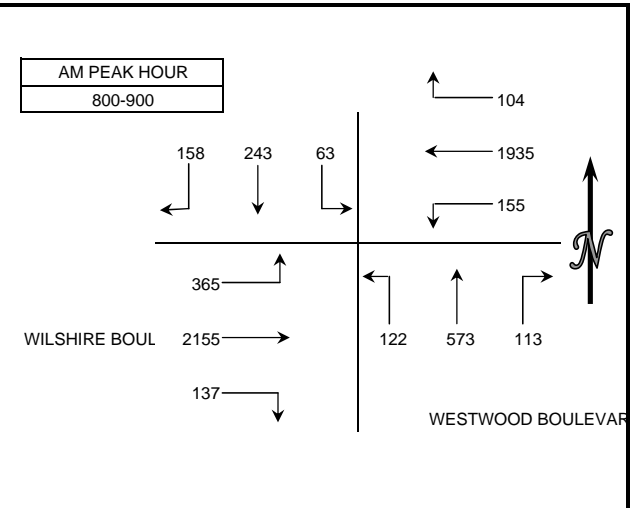 AM PEAK HOUR
800-900
104
158 243 63
1935
155
N
365
WILSHIRE BOUL 2155
122 573 113
137
WESTWOOD BOULEVAR